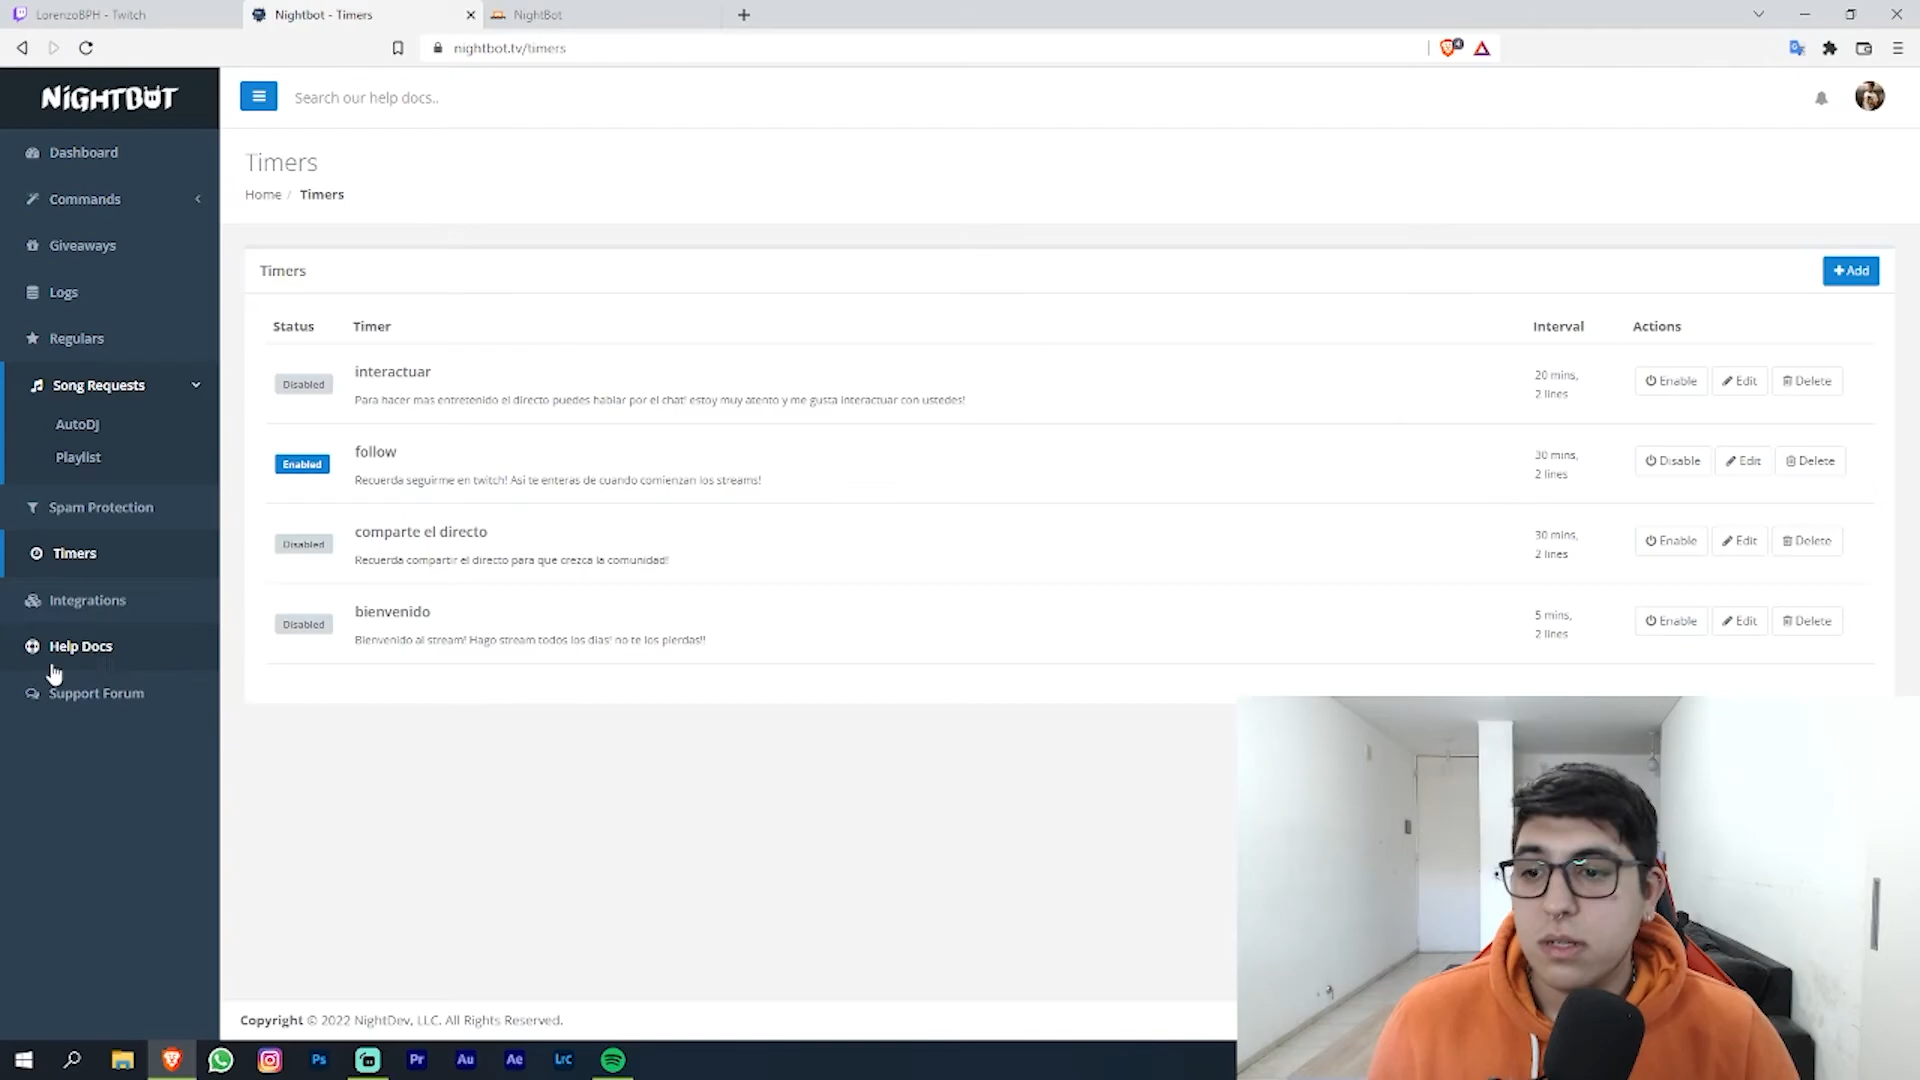 LorenzoBPH - Twitch
Nightbot - Timers
NightBot
nightbot.tv/timers
NIGHTBOT
Search our help docs..
Dashboard
Commands
Giveaways
Logs
Regulars
Song Requests
AutoDJ
Playlist
Spam Protection
Timers
Integrations
Help Docs
Support Forum
Timers
Home / Timers
Timers
+ Add
Status Timer Interval Actions
Disabled
interactuar
Para hacer mas entretenido el directo puedes hablar por el chat! estoy muy atento y me gusta interactuar con ustedes!
20 mins,
2 lines
Enable Edit Delete
Enabled
follow
Recuerda seguirme en twitch! Asi te enteras de cuando comienzan los streams!
30 mins,
2 lines
Disable Edit Delete
Disabled
comparte el directo
Recuerda compartir el directo para que crezca la comunidad!
30 mins,
2 lines
Enable Edit Delete
Disabled
bienvenido
Bienvenido al stream! Hago stream todos los dias! no te los pierdas!!
5 mins,
2 lines
Enable Edit Delete
Copyright © 2022 NightDev, LLC. All Rights Reserved.
Ps Pr Au Ae Lrc